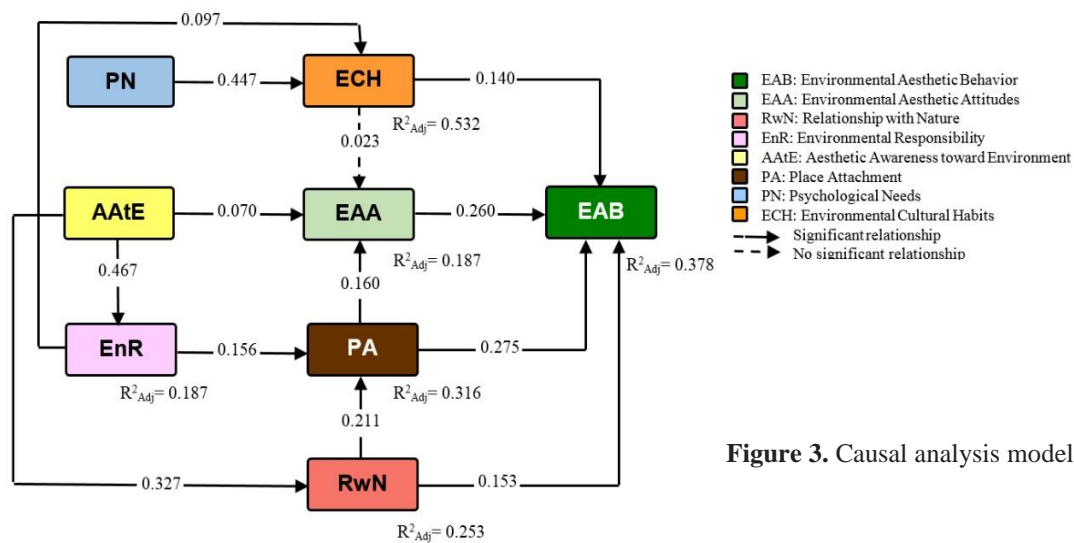 0.097
PN
0.447
ECH
0.140
R²Adj= 0.532
0.023
AAtE
0.070
EAA
0.260
EAB
R²Adj= 0.187
R²Adj= 0.378
0.467
0.160
EnR
0.156
PA
0.275
R²Adj= 0.187
R²Adj= 0.316
0.211
0.327
RwN
0.153
R²Adj= 0.253
EAB: Environmental Aesthetic Behavior
EAA: Environmental Aesthetic Attitudes
RwN: Relationship with Nature
EnR: Environmental Responsibility
AAtE: Aesthetic Awareness toward Environment
PA: Place Attachment
PN: Psychological Needs
ECH: Environmental Cultural Habits
Significant relationship
No significant relationship
Figure 3. Causal analysis model